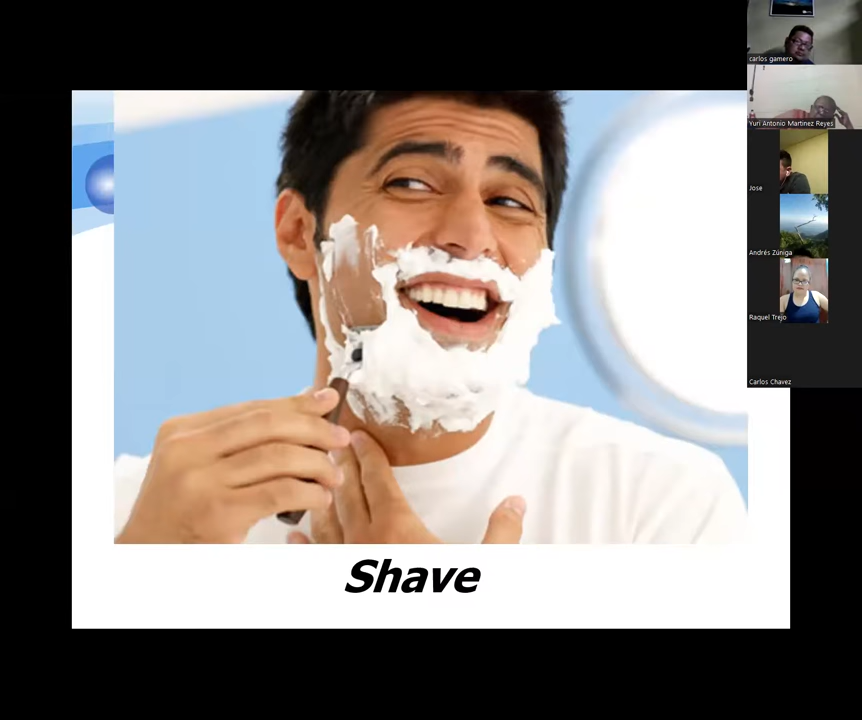 carlos gamero
Yuri Antonio Martinez Reyes
Jose
Andrés Zúniga
Raquel Trejo
Carlos Chavez
Shave